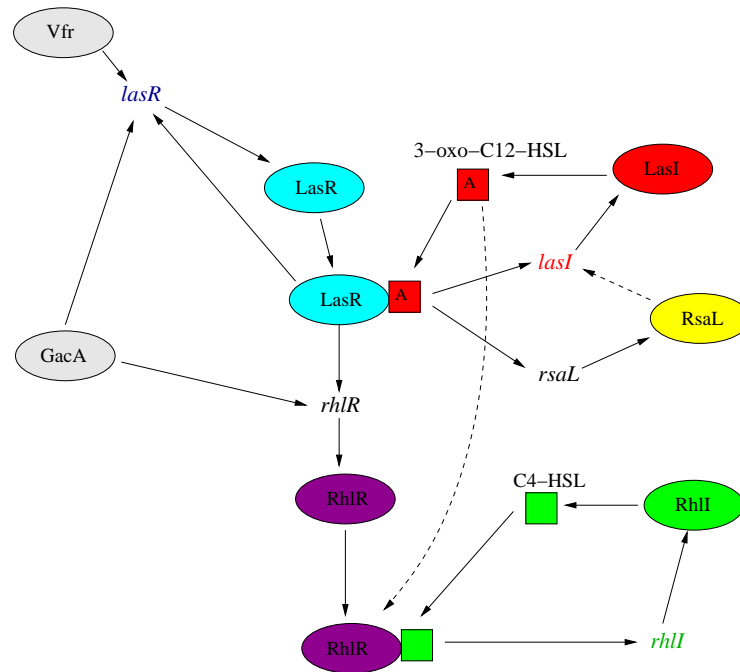 Vfr
lasR
3−oxo−C12−HSL
LasI
A
LasR
lasI
LasR
A
RsaL
GacA
rsaL
rhlR
C4−HSL
RhlR
RhlI
RhlR
rhlI